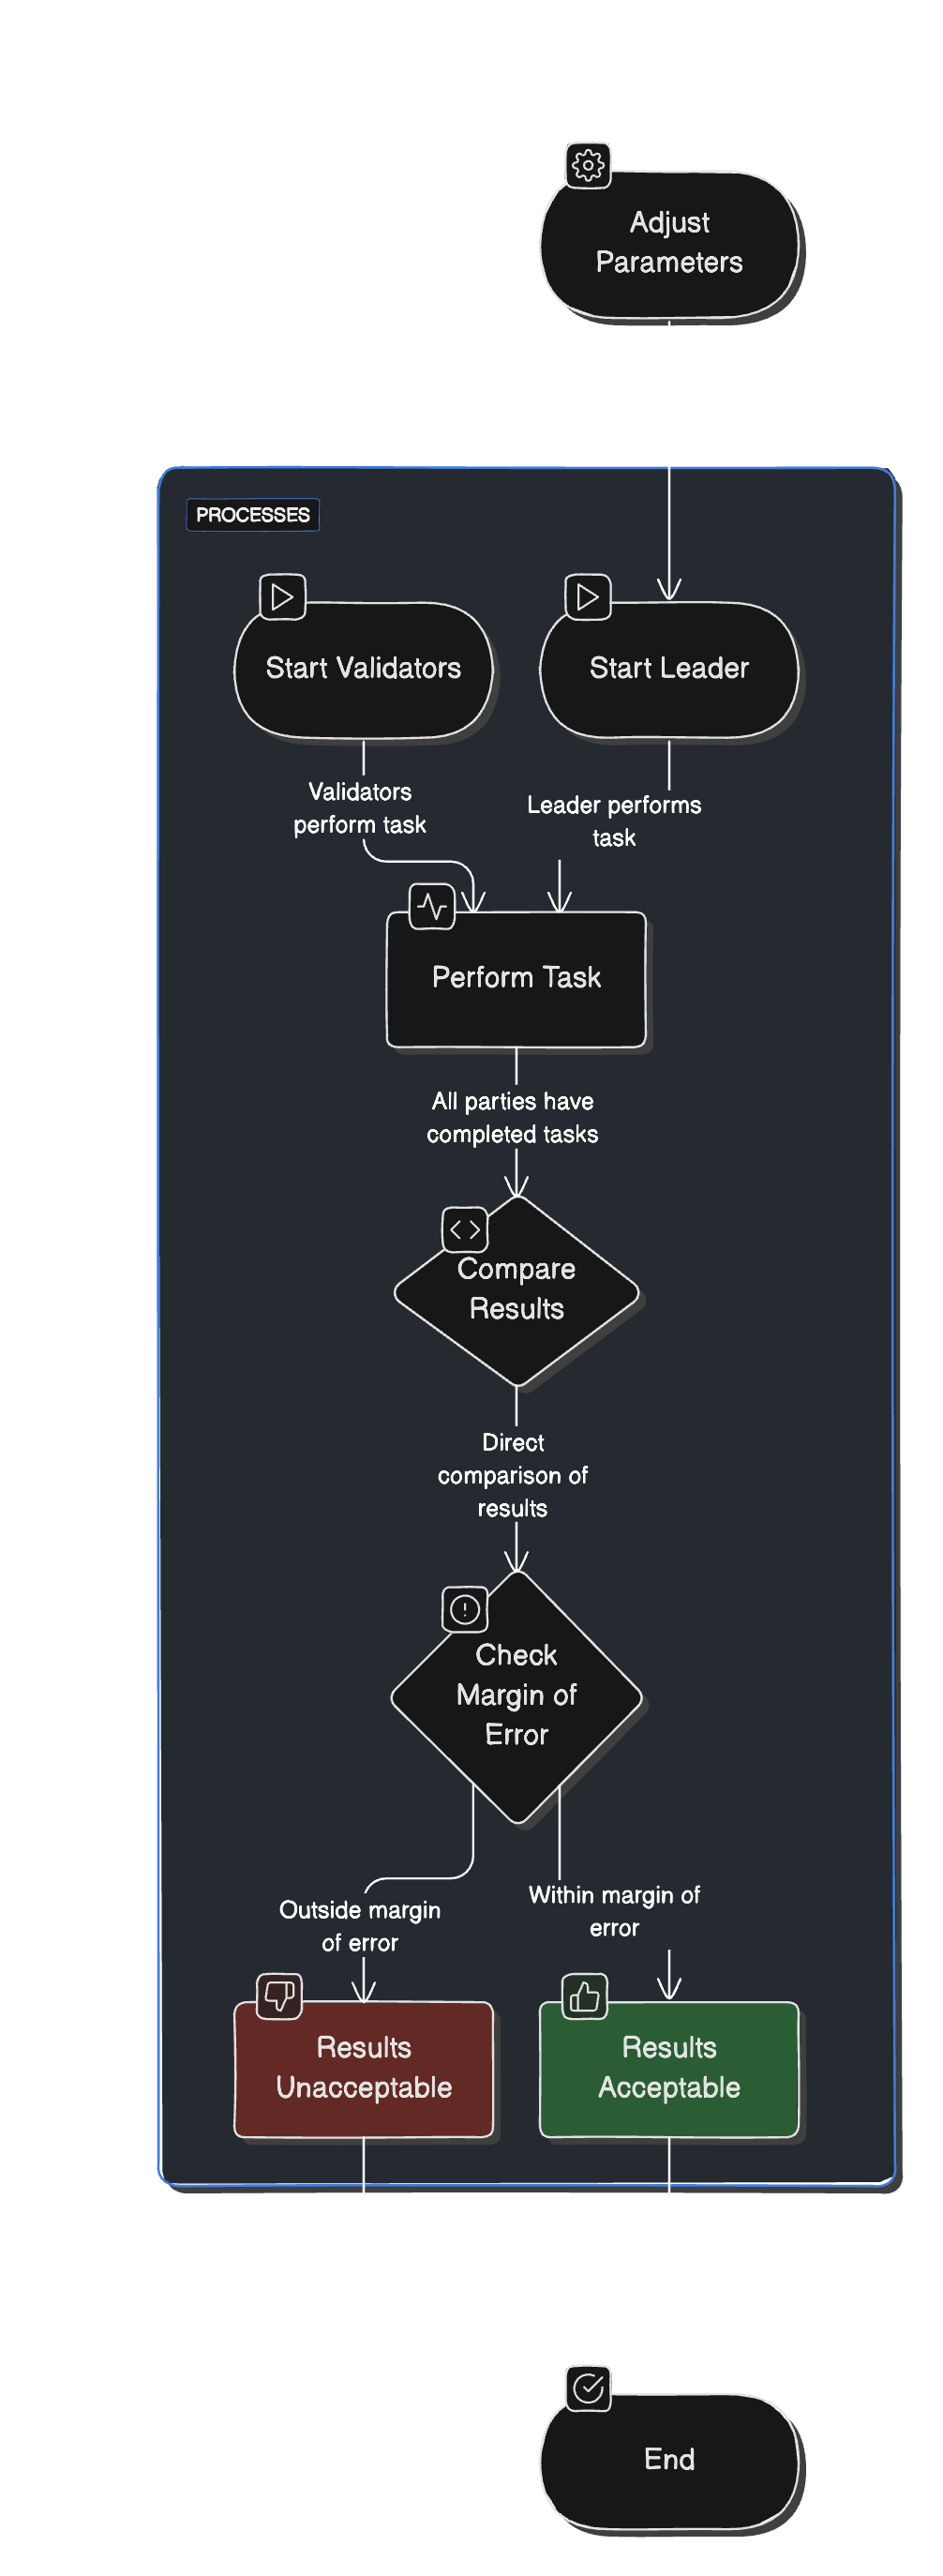 Adjust
Parameters
PROCESSES
Start Validators
Start Leader
Validators
perform task
Leader performs
task
Perform Task
All parties have
completed tasks
Compare
Results
Direct
comparison of
results
Check
Margin of
Error
Outside margin
of error
Within margin of
error
Results
Unacceptable
Results
Acceptable
End